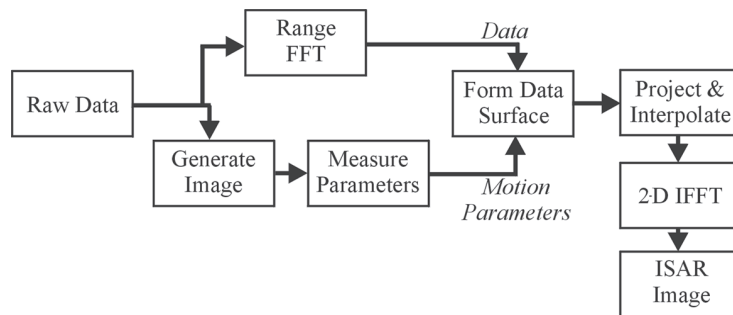 Range
FFT
Data
Raw Data
Form Data
Surface
Project &
Interpolate
Generate
Image
Measure
Parameters
Motion
Parameters
2-D IFFT
ISAR
Image